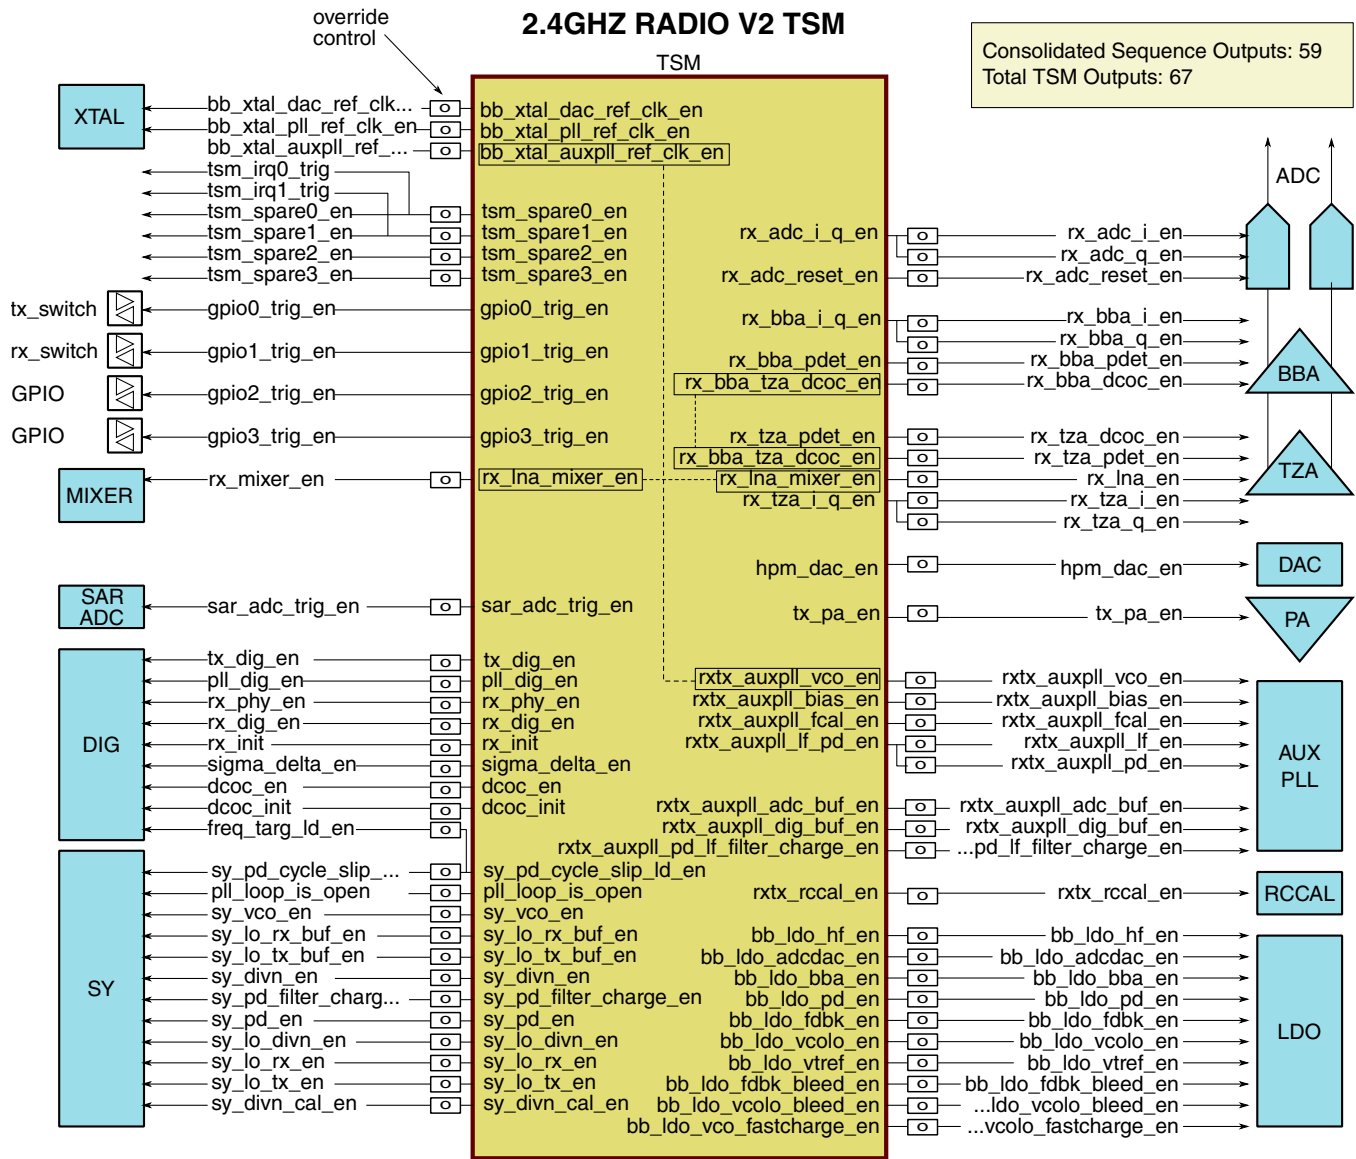 override
control
2.4GHZ RADIO V2 TSM
TSM
Consolidated Sequence Outputs: 59
Total TSM Outputs: 67
XTAL
bb_xtal_dac_ref_clk...
bb_xtal_pll_ref_clk_en
bb_xtal_auxpll_ref_...
tsm_irq0_trig
tsm_irq1_trig
tsm_spare0_en
tsm_spare1_en
tsm_spare2_en
tsm_spare3_en
tx_switch
gpio0_trig_en
rx_switch
gpio1_trig_en
GPIO
gpio2_trig_en
GPIO
gpio3_trig_en
MIXER
rx_mixer_en
SAR
ADC
sar_adc_trig_en
DIG
tx_dig_en
pll_dig_en
rx_phy_en
rx_dig_en
rx_init
sigma_delta_en
dcoc_en
dcoc_init
freq_targ_ld_en
SY
sy_pd_cycle_slip_...
pll_loop_is_open
sy_vco_en
sy_lo_rx_buf_en
sy_lo_tx_buf_en
sy_divn_en
sy_pd_filter_charg...
sy_pd_en
sy_lo_divn_en
sy_lo_rx_en
sy_lo_tx_en
sy_divn_cal_en
bb_xtal_dac_ref_clk_en
bb_xtal_pll_ref_clk_en
bb_xtal_auxpll_ref_clk_en
tsm_spare0_en
tsm_spare1_en
tsm_spare2_en
tsm_spare3_en
gpio0_trig_en
gpio1_trig_en
gpio2_trig_en
gpio3_trig_en
rx_lna_mixer_en
sar_adc_trig_en
tx_dig_en
pll_dig_en
rx_phy_en
rx_dig_en
rx_init
sigma_delta_en
dcoc_en
dcoc_init
sy_pd_cycle_slip_ld_en
pll_loop_is_open
sy_vco_en
sy_lo_rx_buf_en
sy_lo_tx_buf_en
sy_divn_en
sy_pd_filter_charge_en
sy_pd_en
sy_lo_divn_en
sy_lo_rx_en
sy_lo_tx_en
sy_divn_cal_en
rx_adc_i_q_en
rx_adc_reset_en
rx_bba_i_q_en
rx_bba_pdet_en
rx_bba_tza_dcoc_en
rx_tza_pdet_en
rx_bba_tza_dcoc_en
rx_lna_mixer_en
rx_tza_i_q_en
hpm_dac_en
tx_pa_en
rxtx_auxpll_vco_en
rxtx_auxpll_bias_en
rxtx_auxpll_fcal_en
rxtx_auxpll_lf_pd_en
rxtx_auxpll_adc_buf_en
rxtx_auxpll_dig_buf_en
rxtx_auxpll_pd_lf_filter_charge_en
rxtx_rccal_en
bb_ldo_hf_en
bb_ldo_adcdac_en
bb_ldo_bba_en
bb_ldo_pd_en
bb_ldo_fdbk_en
bb_ldo_vcolo_en
bb_ldo_vtref_en
bb_ldo_fdbk_bleed_en
bb_ldo_vcolo_bleed_en
bb_ldo_vco_fastcharge_en
rx_adc_i_en
rx_adc_q_en
rx_adc_reset_en
rx_bba_i_en
rx_bba_q_en
rx_bba_pdet_en
rx_bba_dcoc_en
rx_tza_dcoc_en
rx_tza_pdet_en
rx_lna_en
rx_tza_i_en
rx_tza_q_en
hpm_dac_en
tx_pa_en
rxtx_auxpll_vco_en
rxtx_auxpll_bias_en
rxtx_auxpll_fcal_en
rxtx_auxpll_lf_en
rxtx_auxpll_pd_en
rxtx_auxpll_adc_buf_en
rxtx_auxpll_dig_buf_en
...pd_lf_filter_charge_en
rxtx_rccal_en
bb_ldo_hf_en
bb_ldo_adcdac_en
bb_ldo_bba_en
bb_ldo_pd_en
bb_ldo_fdbk_en
bb_ldo_vcolo_en
bb_ldo_vtref_en
bb_ldo_fdbk_bleed_en
...ldo_vcolo_bleed_en
...vcolo_fastcharge_en
ADC
BBA
TZA
DAC
PA
AUX
PLL
RCCAL
LDO